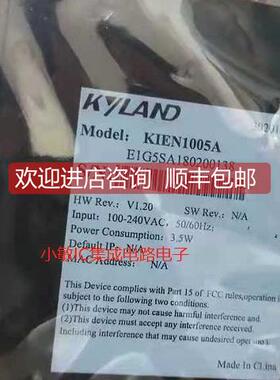 KYLAND
Model: KIEN1005A
E1G5SA180200138
欢迎进店咨询 顺丰包邮
HW Rev.: V1.20 SW Rev.: N/A
Input: 100-240VAC, 50/60Hz
Power Consumption: 3.5W
Default IP: N/A
小敏IC集成电路电子
MAC Address: N/A
This Device complies with Part 15 of FCC rules,operation i
subject to the following two conditions:
(1)This device may not cause harmful interference and
(2)This device must accept any interference received.
Including interference that may cause undesired oper
Made In China